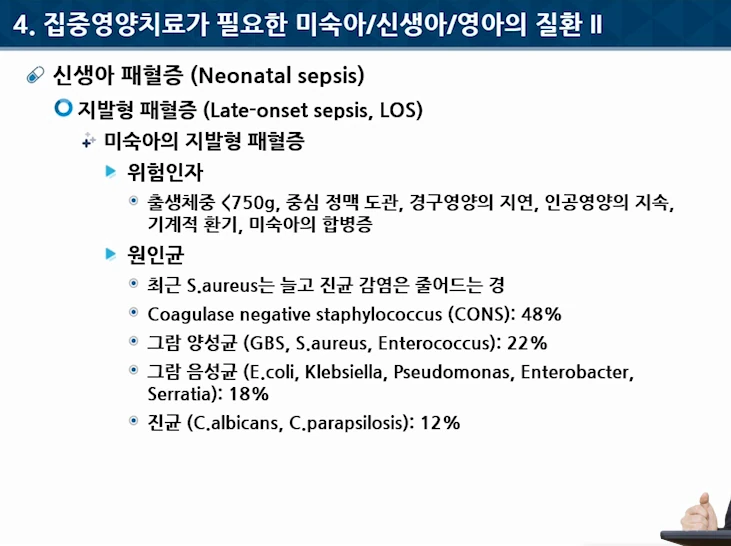 4. 집중영양치료가 필요한 미숙아/신생아/영아의 질환 II
신생아 패혈증 (Neonatal sepsis)
지발형 패혈증 (Late-onset sepsis, LOS)
미숙아의 지발형 패혈증
위험인자
출생체중 <750g, 중심 정맥 도관, 경구영양의 지연, 인공영양의 지속,
기계적 환기, 미숙아의 합병증
원인균
최근 S.aureus는 늘고 진균 감염은 줄어드는 경
Coagulase negative staphylococcus (CONS): 48%
그람 양성균 (GBS, S.aureus, Enterococcus): 22%
그람 음성균 (E.coli, Klebsiella, Pseudomonas, Enterobacter,
Serratia): 18%
진균 (C.albicans, C.parapsilosis): 12%